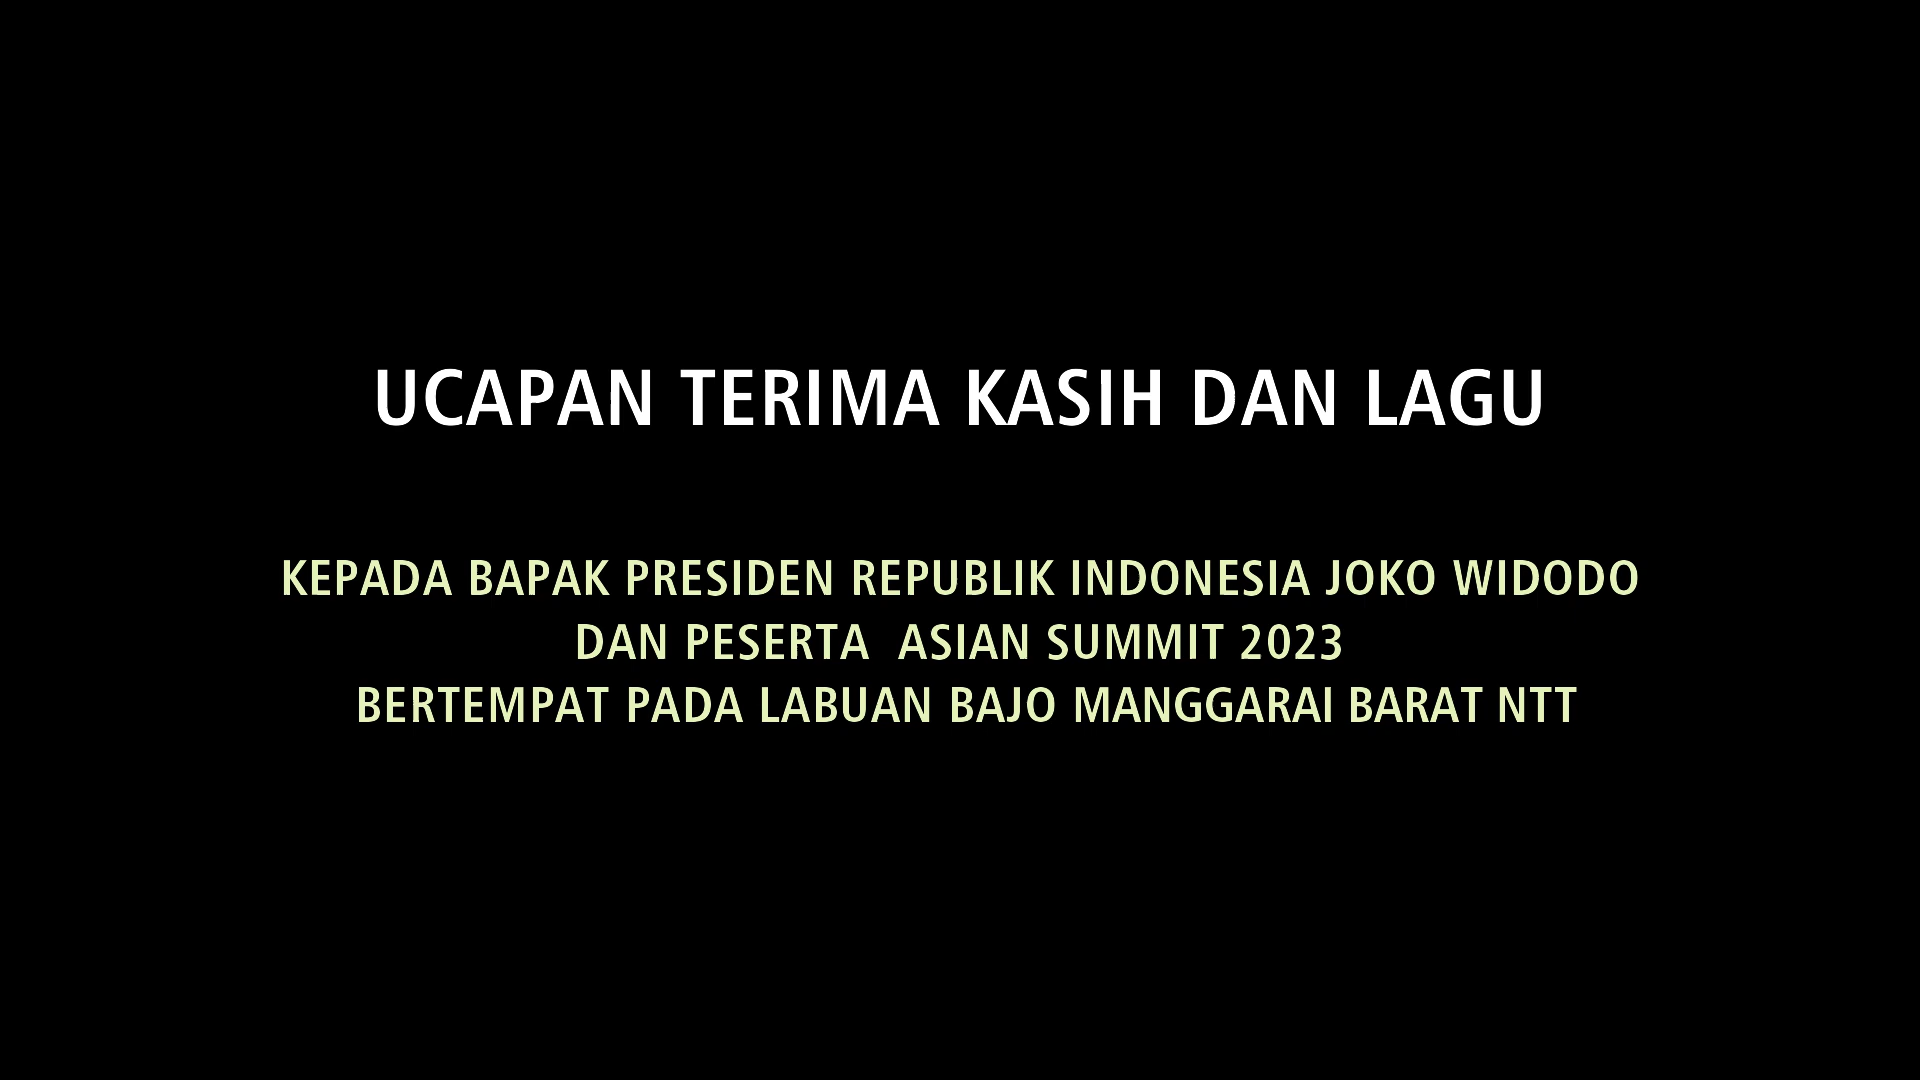 UCAPAN TERIMA KASIH DAN LAGU
KEPADA BAPAK PRESIDEN REPUBLIK INDONESIA JOKO WIDODO
DAN PESERTA  ASIAN SUMMIT 2023
BERTEMPAT PADA LABUAN BAJO MANGGARAI BARAT NTT